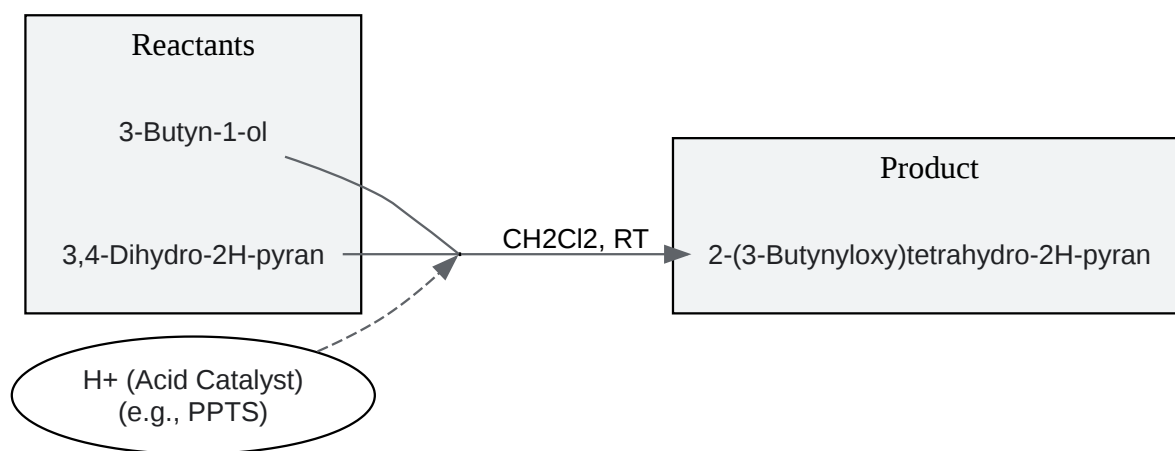 Reactants
3-Butyn-1-ol
3,4-Dihydro-2H-pyran
H+ (Acid Catalyst)
(e.g., PPTS)
CH2Cl2, RT
Product
2-(3-Butynyloxy)tetrahydro-2H-pyran